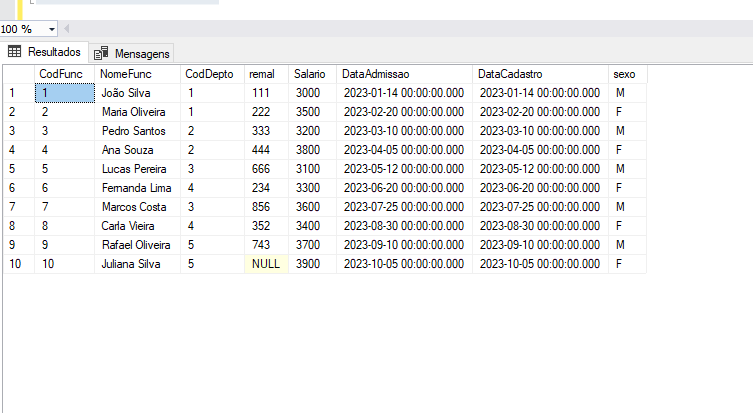 100 %
Resultados Mensagens
CodFunc NomeFunc CodDepto remal Salario DataAdmissao DataCadastro sexo
1 1 João Silva 1 111 3000 2023-01-14 00:00:00.000 2023-01-14 00:00:00.000 M
2 2 Maria Oliveira 1 222 3500 2023-02-20 00:00:00.000 2023-02-20 00:00:00.000 F
3 3 Pedro Santos 2 333 3200 2023-03-10 00:00:00.000 2023-03-10 00:00:00.000 M
4 4 Ana Souza 2 444 3800 2023-04-05 00:00:00.000 2023-04-05 00:00:00.000 F
5 5 Lucas Pereira 3 666 3100 2023-05-12 00:00:00.000 2023-05-12 00:00:00.000 M
6 6 Fernanda Lima 4 234 3300 2023-06-20 00:00:00.000 2023-06-20 00:00:00.000 F
7 7 Marcos Costa 3 856 3600 2023-07-25 00:00:00.000 2023-07-25 00:00:00.000 M
8 8 Carla Vieira 4 352 3400 2023-08-30 00:00:00.000 2023-08-30 00:00:00.000 F
9 9 Rafael Oliveira 5 743 3700 2023-09-10 00:00:00.000 2023-09-10 00:00:00.000 M
10 10 Juliana Silva 5 NULL 3900 2023-10-05 00:00:00.000 2023-10-05 00:00:00.000 F